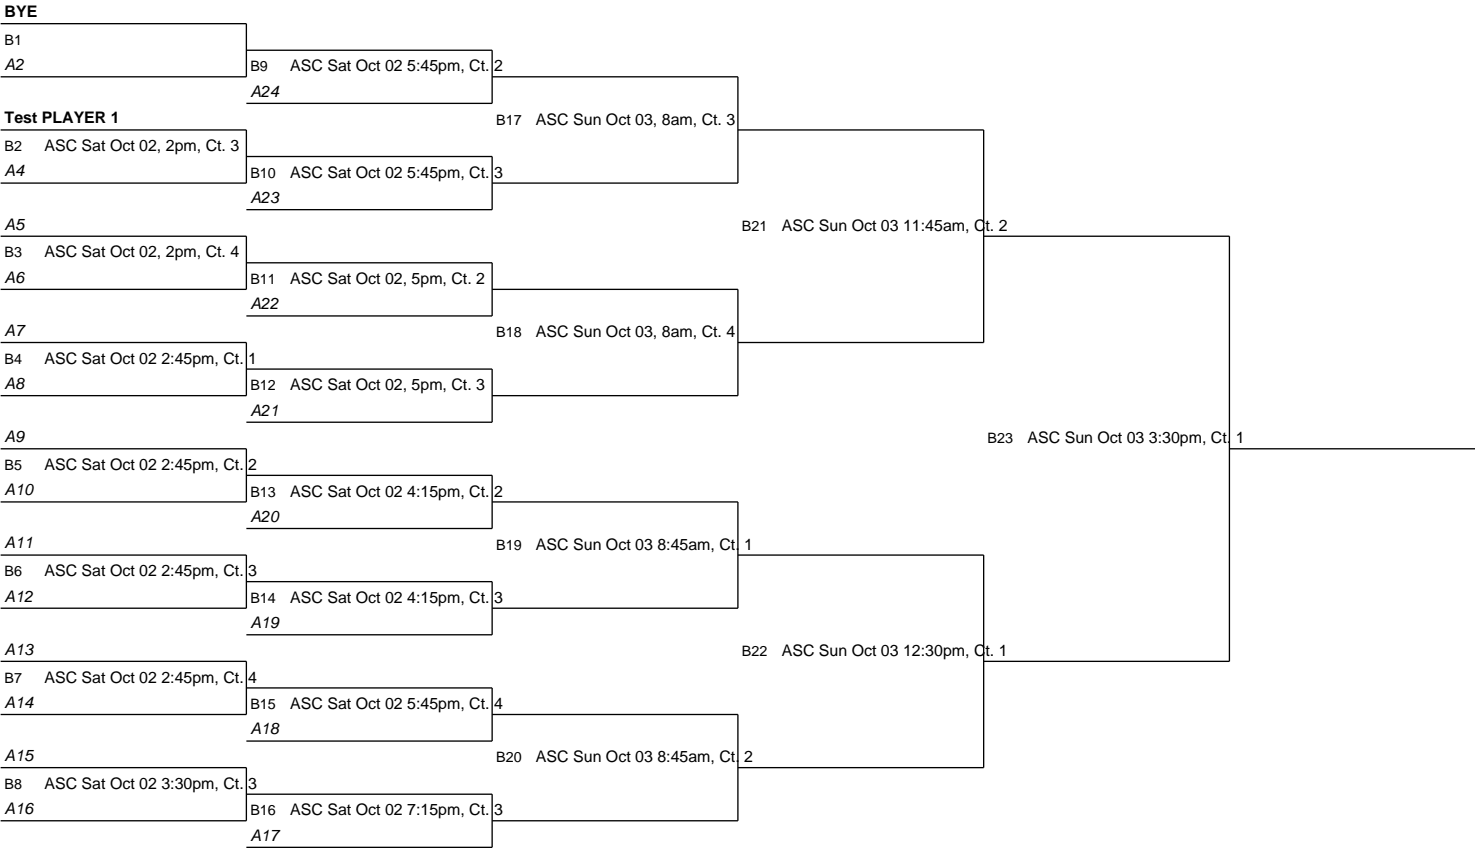 BYE
B1
A2
B9 ASC Sat Oct 02 5:45pm, Ct. 2
A24
Test PLAYER 1
B17 ASC Sun Oct 03, 8am, Ct. 3
B2 ASC Sat Oct 02, 2pm, Ct. 3
A4
B10 ASC Sat Oct 02 5:45pm, Ct. 3
A23
A5
B21 ASC Sun Oct 03 11:45am, Ct. 2
B3 ASC Sat Oct 02, 2pm, Ct. 4
A6
B11 ASC Sat Oct 02, 5pm, Ct. 2
A22
A7
B18 ASC Sun Oct 03, 8am, Ct. 4
B4 ASC Sat Oct 02 2:45pm, Ct. 1
A8
B12 ASC Sat Oct 02, 5pm, Ct. 3
A21
A9
B23 ASC Sun Oct 03 3:30pm, Ct. 1
B5 ASC Sat Oct 02 2:45pm, Ct. 2
A10
B13 ASC Sat Oct 02 4:15pm, Ct. 2
A20
A11
B19 ASC Sun Oct 03 8:45am, Ct. 1
B6 ASC Sat Oct 02 2:45pm, Ct. 3
A12
B14 ASC Sat Oct 02 4:15pm, Ct. 3
A19
A13
B22 ASC Sun Oct 03 12:30pm, Ct. 1
B7 ASC Sat Oct 02 2:45pm, Ct. 4
A14
B15 ASC Sat Oct 02 5:45pm, Ct. 4
A18
A15
B20 ASC Sun Oct 03 8:45am, Ct. 2
B8 ASC Sat Oct 02 3:30pm, Ct. 3
A16
B16 ASC Sat Oct 02 7:15pm, Ct. 3
A17